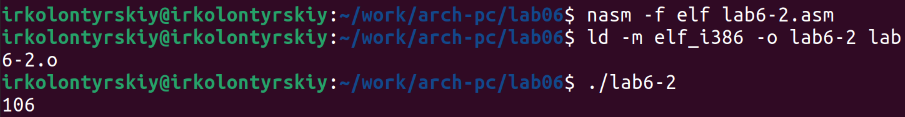 irkolontyrskiy@irkolontyrskiy:~/work/arch-pc/lab06$ nasm -f elf lab6-2.asm
irkolontyrskiy@irkolontyrskiy:~/work/arch-pc/lab06$ ld -m elf_i386 -o lab6-2 lab
6-2.o
irkolontyrskiy@irkolontyrskiy:~/work/arch-pc/lab06$ ./lab6-2
106